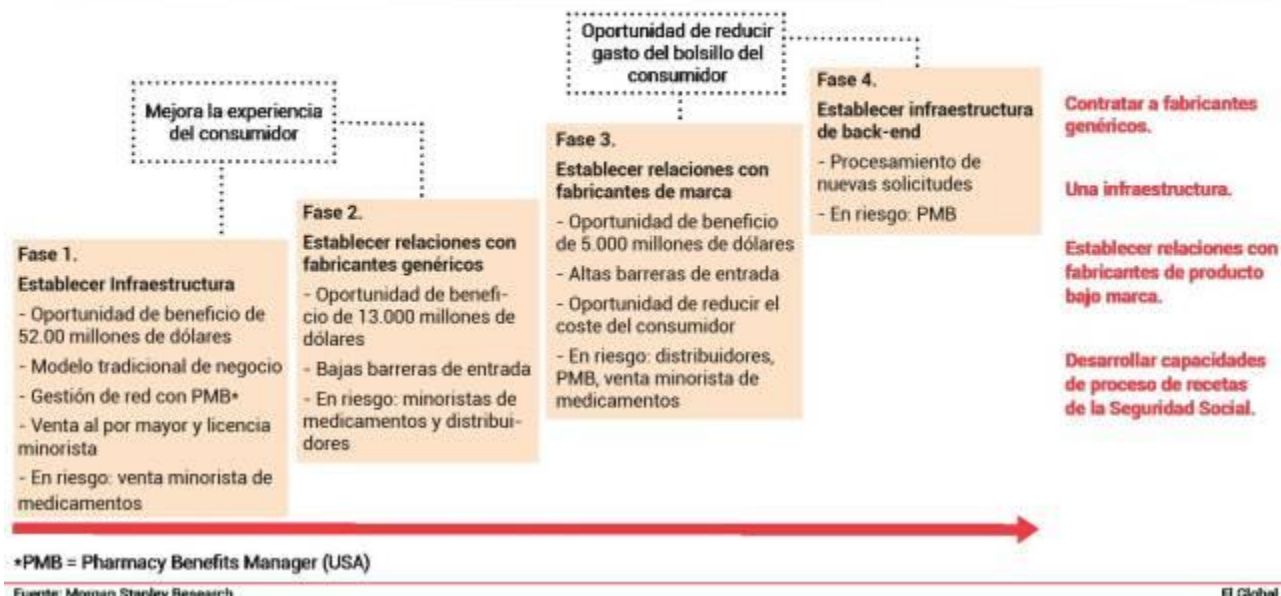 Mejora la experiencia
del consumidor
Oportunidad de reducir
gasto del bolsillo del
consumidor
Fase 1.
Establecer Infraestructura
- Oportunidad de beneficio de
52.00 millones de dólares
- Modelo tradicional de negocio
- Gestión de red con PMB*
- Venta al por mayor y licencia
minorista
- En riesgo: venta minorista de
medicamentos
Fase 2.
Establecer relaciones con
fabricantes genéricos
- Oportunidad de benefi-
cio de 13.000 millones de
dólares
- Bajas barreras de entrada
- En riesgo: minoristas de
medicamentos y distribui-
dores
Fase 3.
Establecer relaciones con
fabricantes de marca
- Oportunidad de beneficio
de 5.000 millones de dólares
- Altas barreras de entrada
- Oportunidad de reducir el
coste del consumidor
- En riesgo: distribuidores,
PMB, venta minorista de
medicamentos
Fase 4.
Establecer infraestructura
de back-end
- Procesamiento de
nuevas solicitudes
- En riesgo: PMB
Contratar a fabricantes
genéricos.
Una infraestructura.
Establecer relaciones con
fabricantes de producto
bajo marca.
Desarrollar capacidades
de proceso de recetas
de la Seguridad Social.
*PMB = Pharmacy Benefits Manager (USA)
Fuente: Morgan Stanley Research
El Global